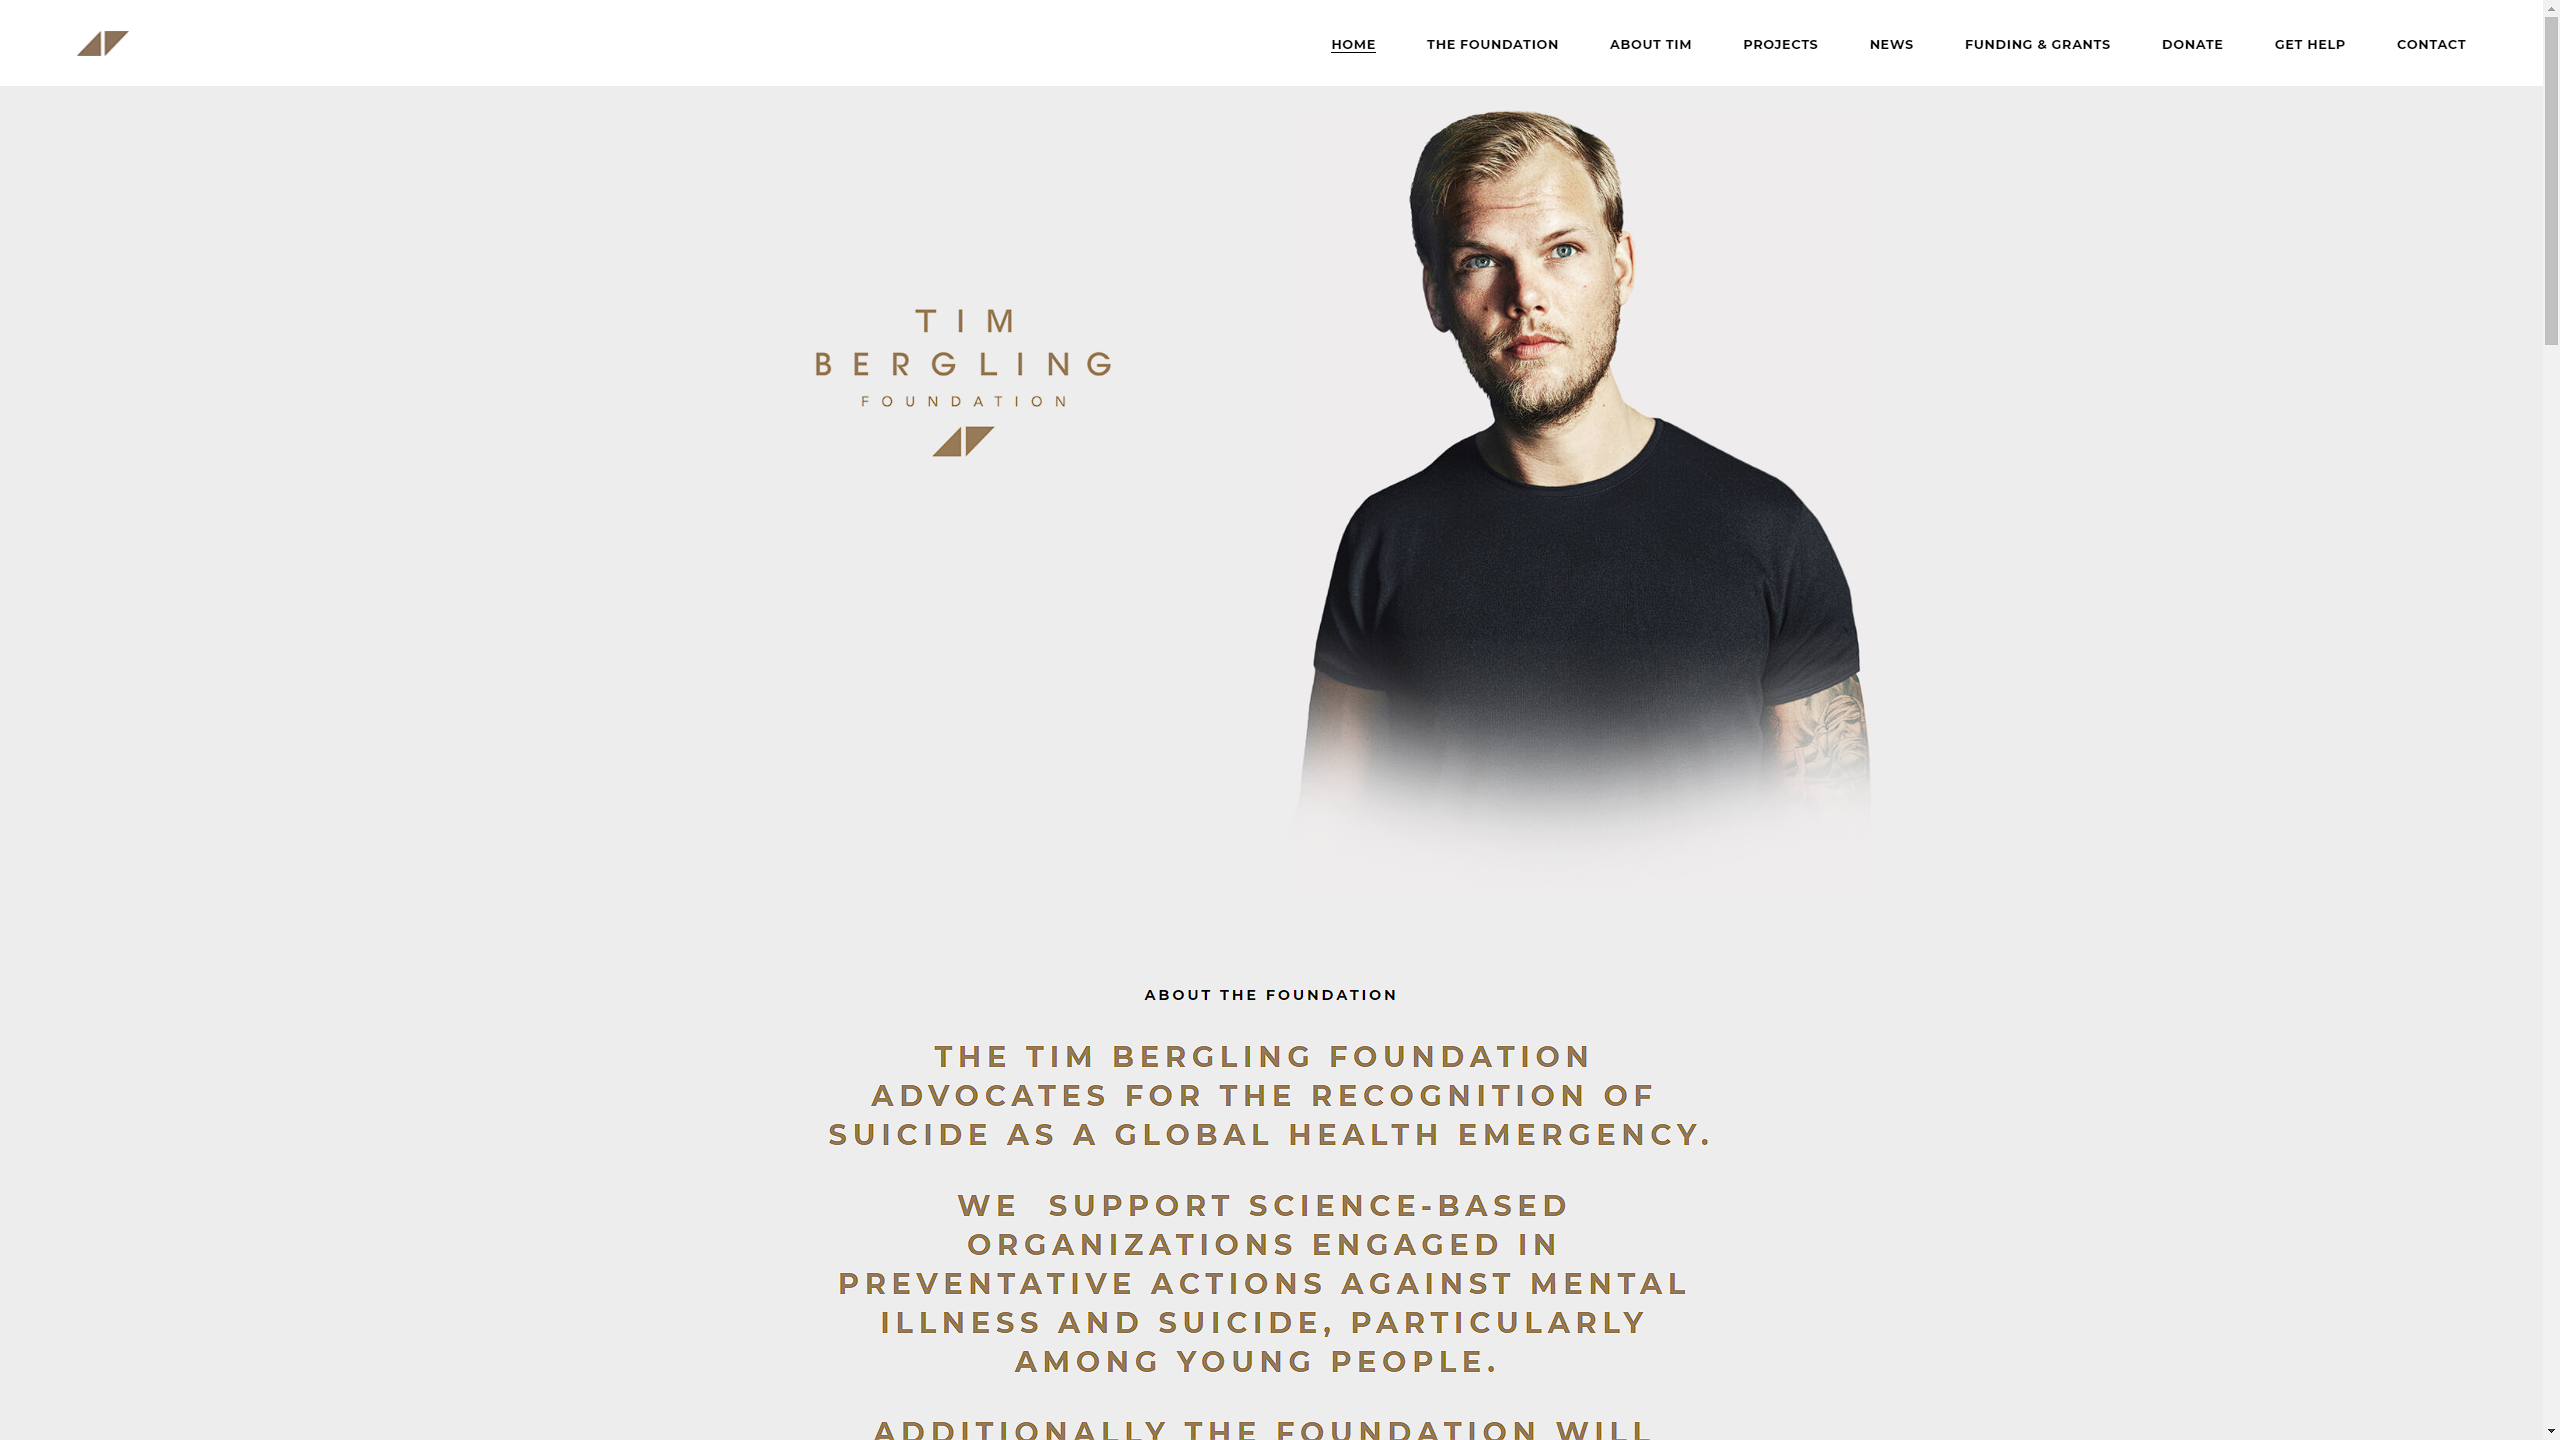 HOME THE FOUNDATION ABOUT TIM PROJECTS NEWS FUNDING & GRANTS DONATE GET HELP CONTACT
TIM
BERGLING
FOUNDATION
ABOUT THE FOUNDATION
THE TIM BERGLING FOUNDATION
ADVOCATES FOR THE RECOGNITION OF
SUICIDE AS A GLOBAL HEALTH EMERGENCY.
WE  SUPPORT SCIENCE-BASED
ORGANIZATIONS ENGAGED IN
PREVENTATIVE ACTIONS AGAINST MENTAL
ILLNESS AND SUICIDE, PARTICULARLY
AMONG YOUNG PEOPLE.
ADDITIONALLY THE FOUNDATION WILL